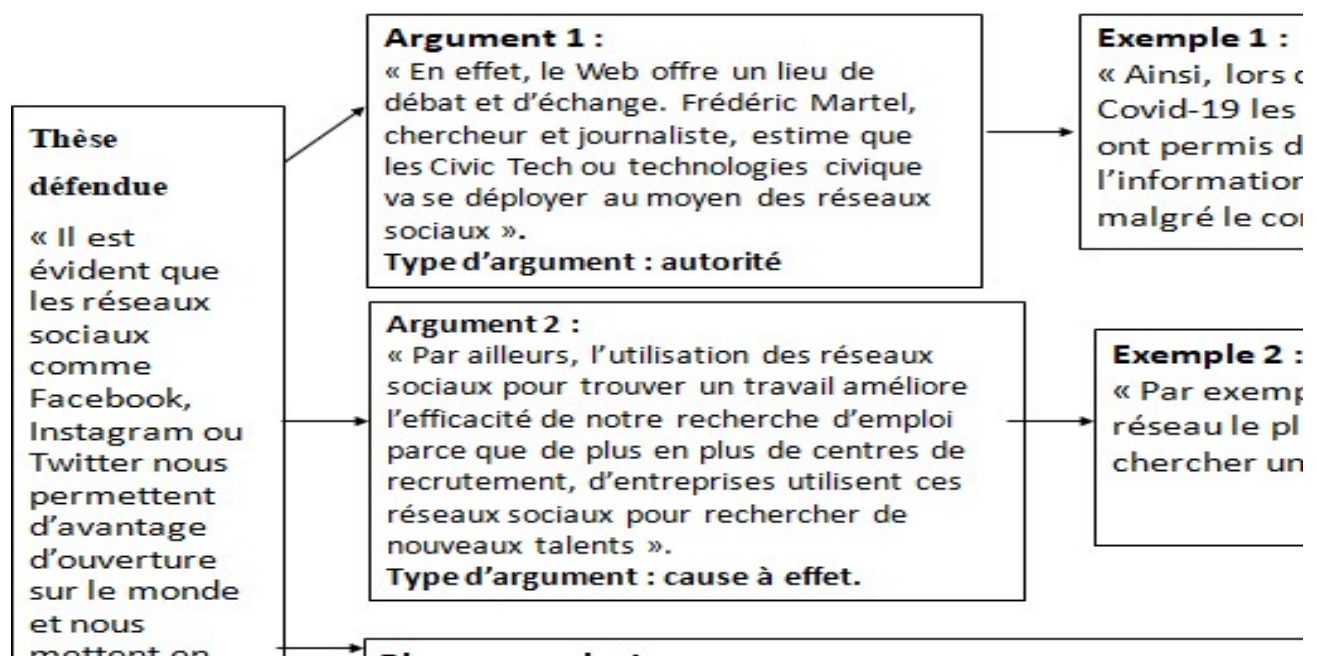 Thèse
défendue
« Il est
évident que
les réseaux
sociaux
comme
Facebook,
Instagram ou
Twitter nous
permettent
d’avantage
d’ouverture
sur le monde
et nous
mettent en
Argument 1 :
« En effet, le Web offre un lieu de
débat et d’échange. Frédéric Martel,
chercheur et journaliste, estime que
les Civic Tech ou technologies civique
va se déployer au moyen des réseaux
sociaux ».
Type d’argument : autorité
Exemple 1 :
« Ainsi, lors
Covid-19 les
ont permis
l’information
malgré le
Argument 2 :
« Par ailleurs, l’utilisation des réseaux
sociaux pour trouver un travail améliore
l’efficacité de notre recherche d’emploi
parce que de plus en plus de centres de
recrutement, d’entreprises utilisent ces
réseaux sociaux pour rechercher de
nouveaux talents ».
Type d’argument : cause à effet.
Exemple 2 :
« Par
réseau le
chercher un